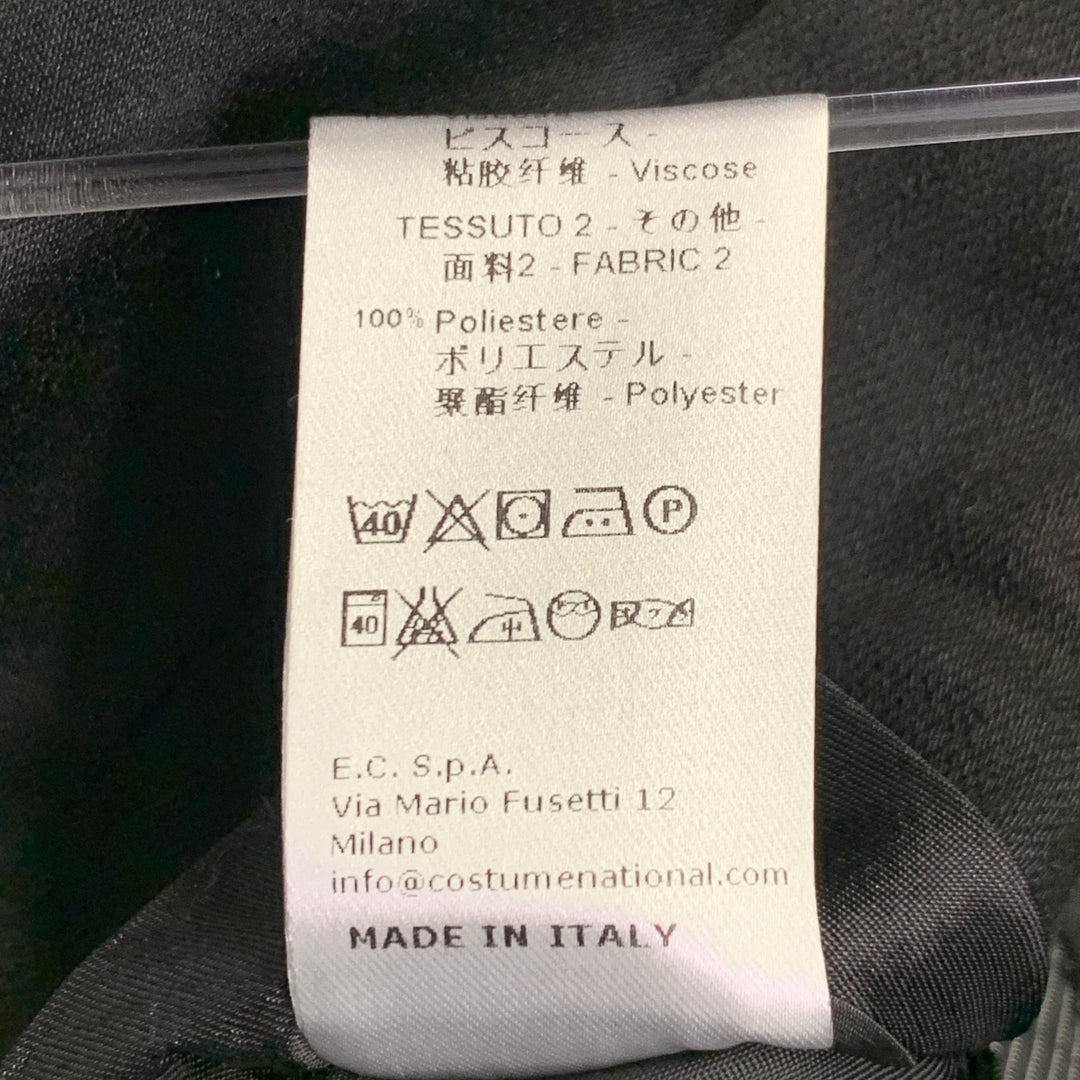 ビスコース -
粘胶纤维 - Viscose
TESSUTO 2 - その他 -
面料2 - FABRIC 2
100% Poliestere -
ポリエステル -
聚酯纤维 - Polyester
40 P
40 中
E.C. S.p.A.
Via Mario Fusetti 12
Milano
info@costumenational.com
MADE IN ITALY